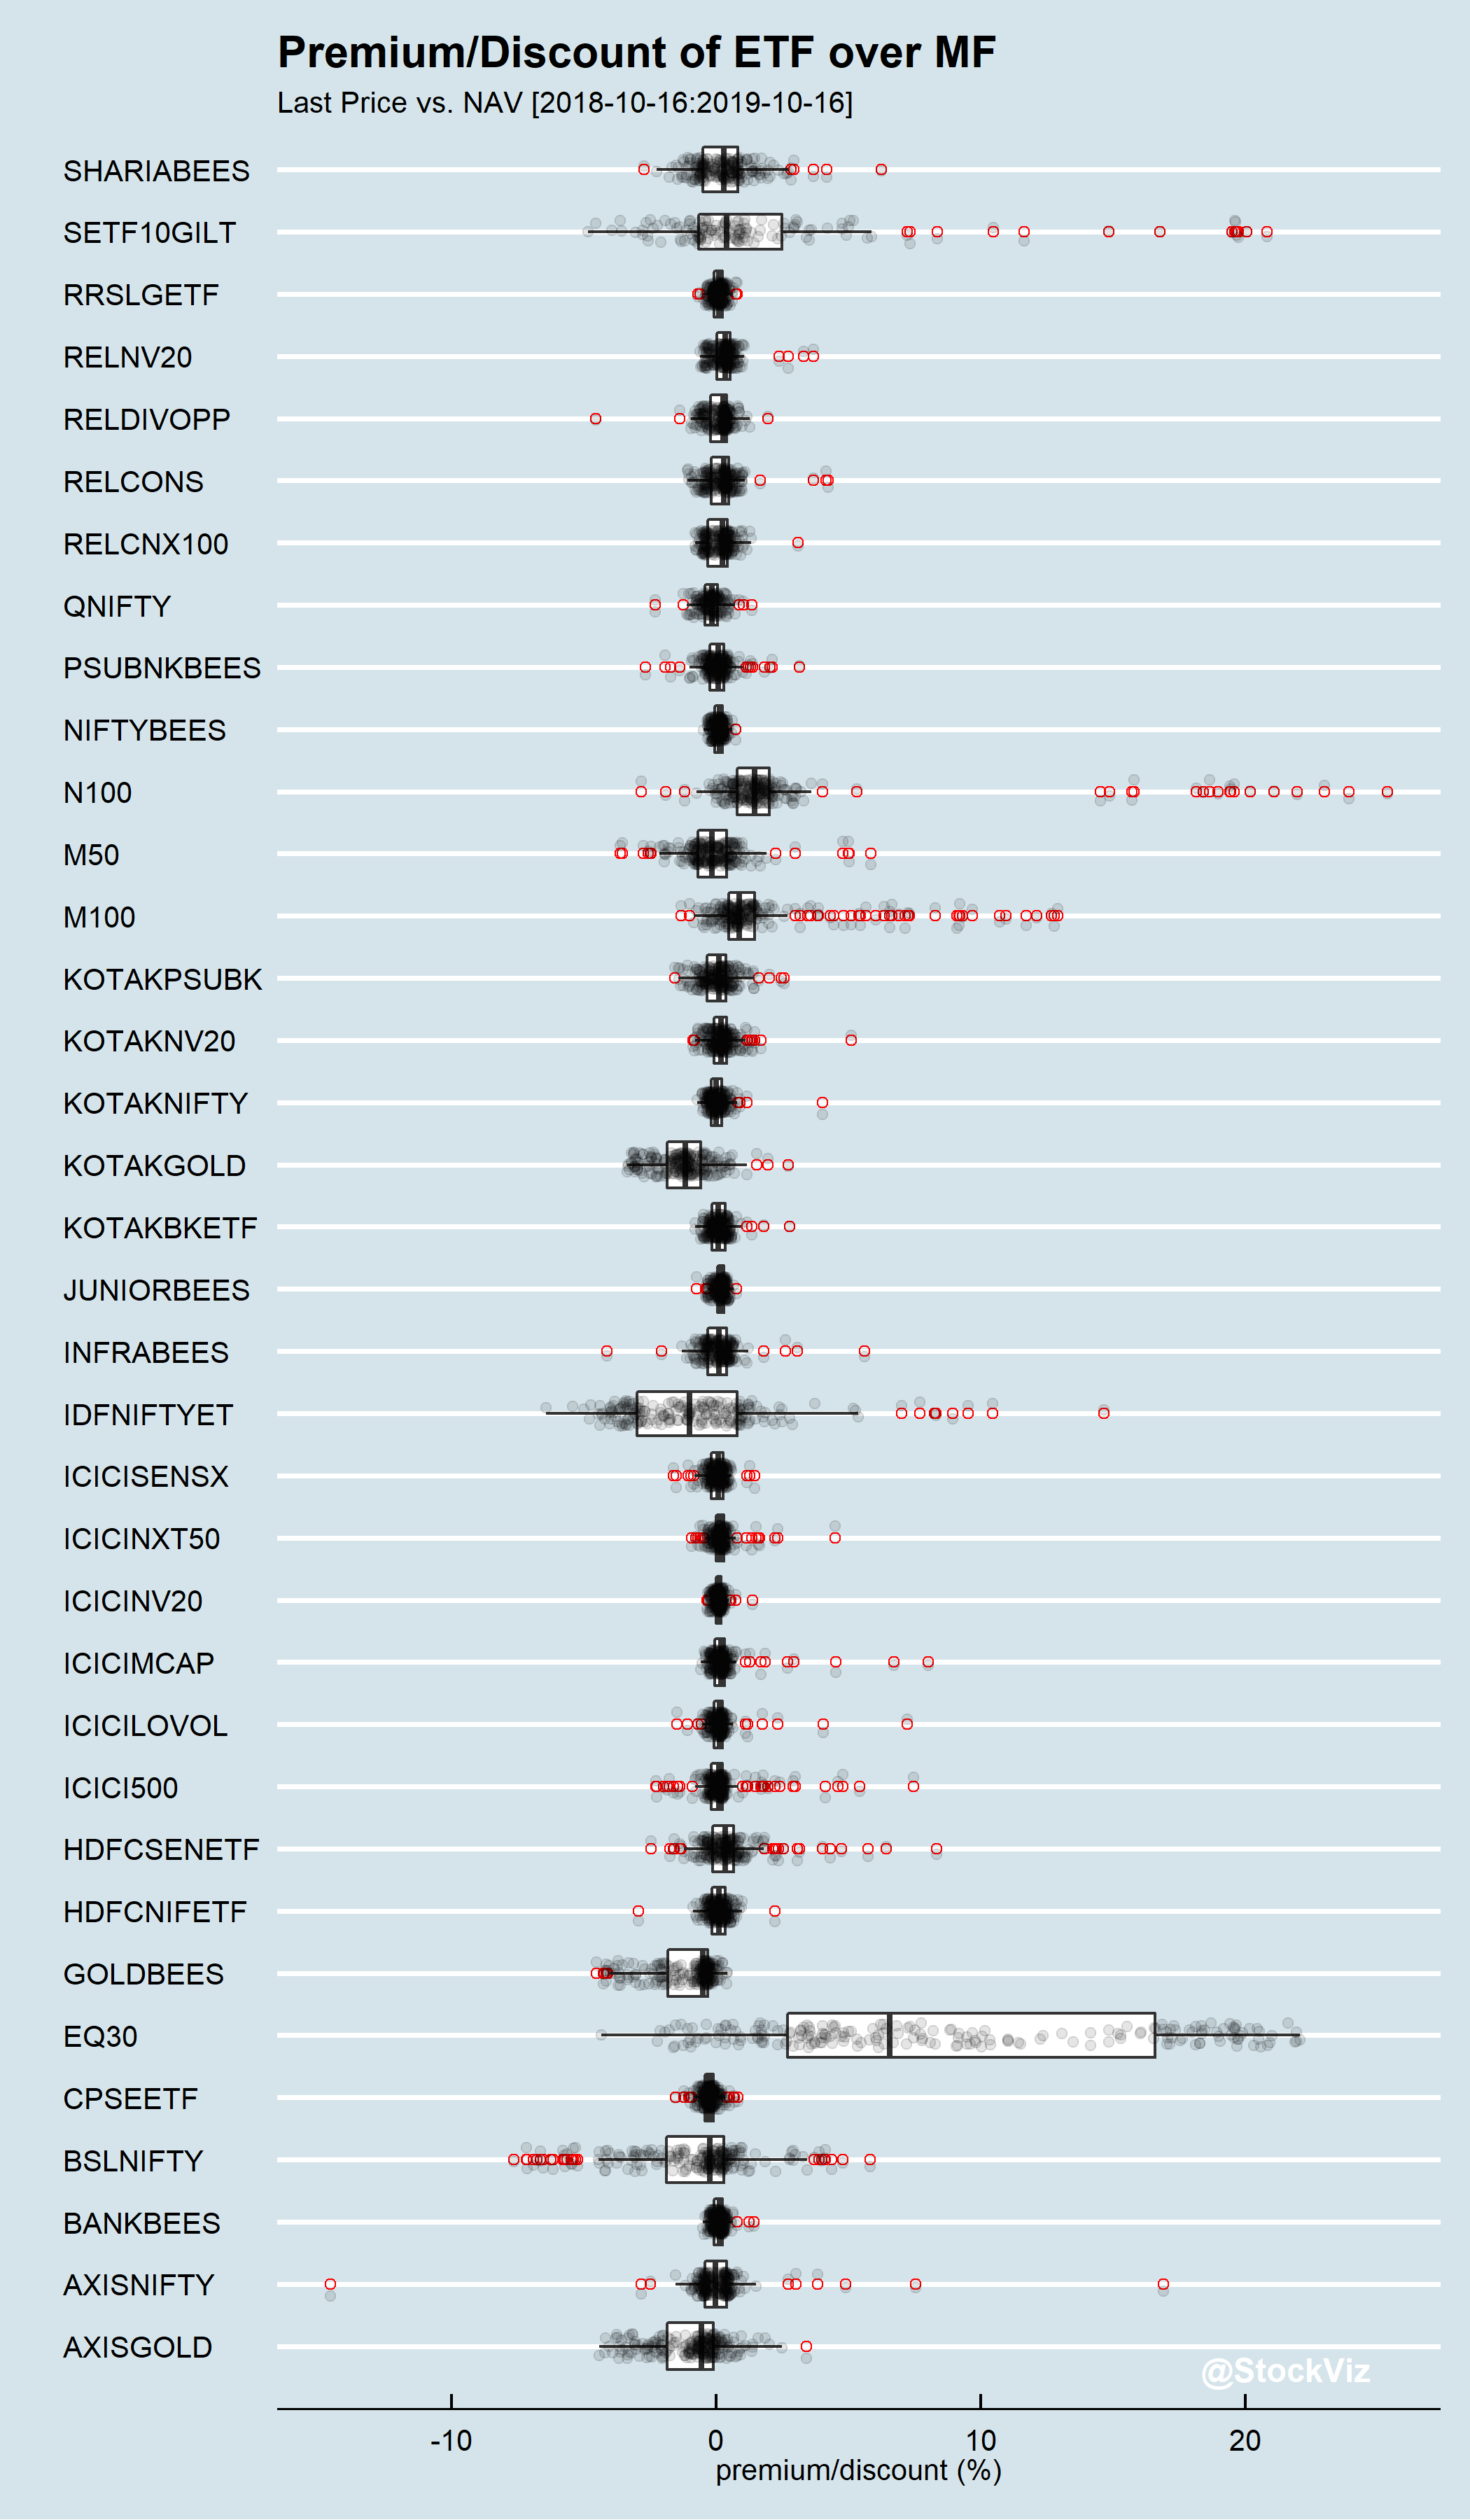 Premium/Discount of ETF over MF
Last Price vs. NAV [2018-10-16:2019-10-16]
SHARIABEES
SETF10GILT
RRSLGETF
RELNV20
RELDIVOPP
RELCONS
RELCNX100
QNIFTY
PSUBNKBEES
NIFTYBEES
N100
M50
M100
KOTAKPSUBK
KOTAKNV20
KOTAKNIFTY
KOTAKGOLD
KOTAKBKETF
JUNIORBEES
INFRABEES
IDFNIFTYET
ICICISENSX
ICICINXT50
ICICINV20
ICICIMCAP
ICICILOVOL
ICICI500
HDFCSENETF
HDFCNIFETF
GOLDBEES
EQ30
CPSEETF
BSLNIFTY
BANKBEES
AXISNIFTY
AXISGOLD
@StockViz
-10 0 10 20
premium/discount (%)